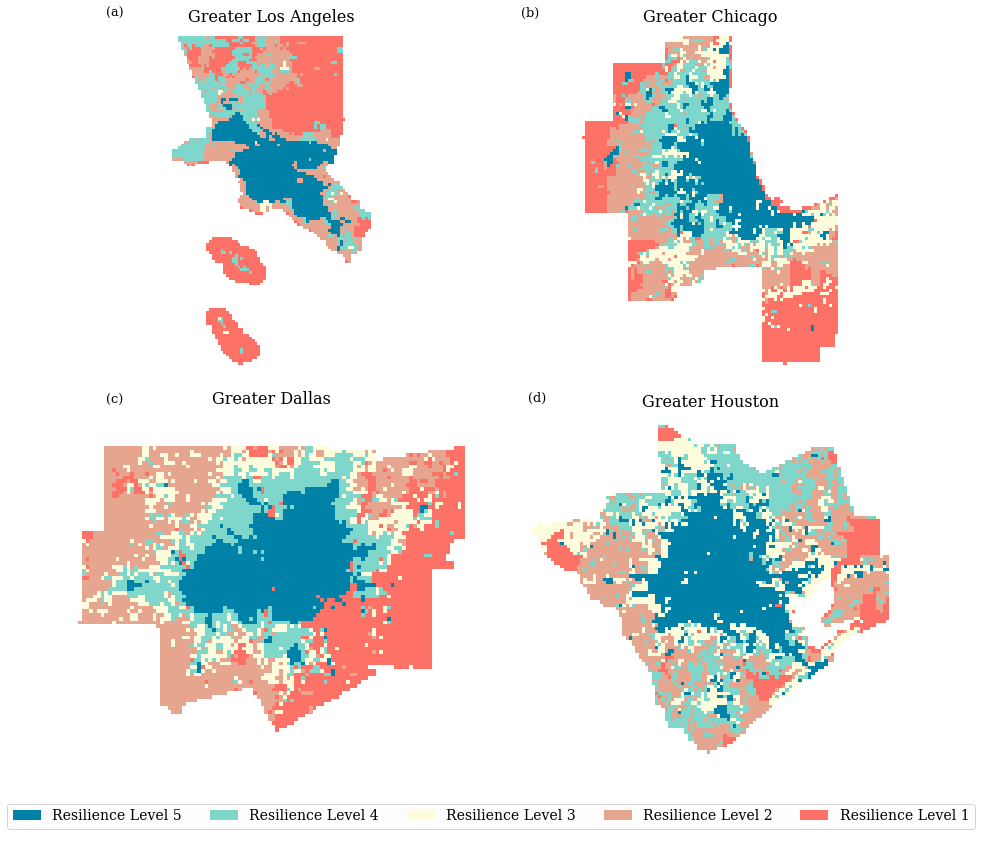 (a)
Greater Los Angeles
(b)
Greater Chicago
(c)
Greater Dallas
(d)
Greater Houston
Resilience Level 5
Resilience Level 4
Resilience Level 3
Resilience Level 2
Resilience Level 1